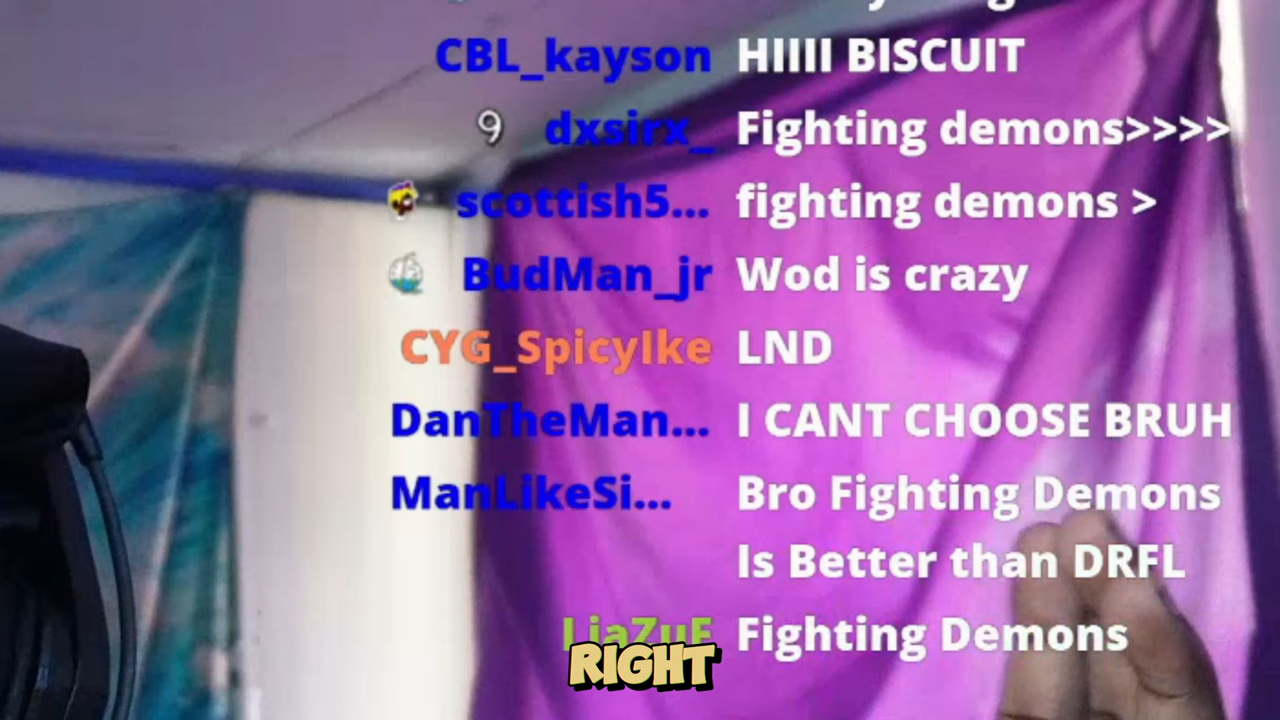 CBL_kayson HIIII BISCUIT
9 dxsirx_ Fighting demons>>>>
scottish5... fighting demons >
BudMan_jr Wod is crazy
CYG_SpicyIke LND
DanTheMan... I CANT CHOOSE BRUH
ManLikeSi... Bro Fighting Demons
Is Better than DRFL
Fighting Demons
RIGHT